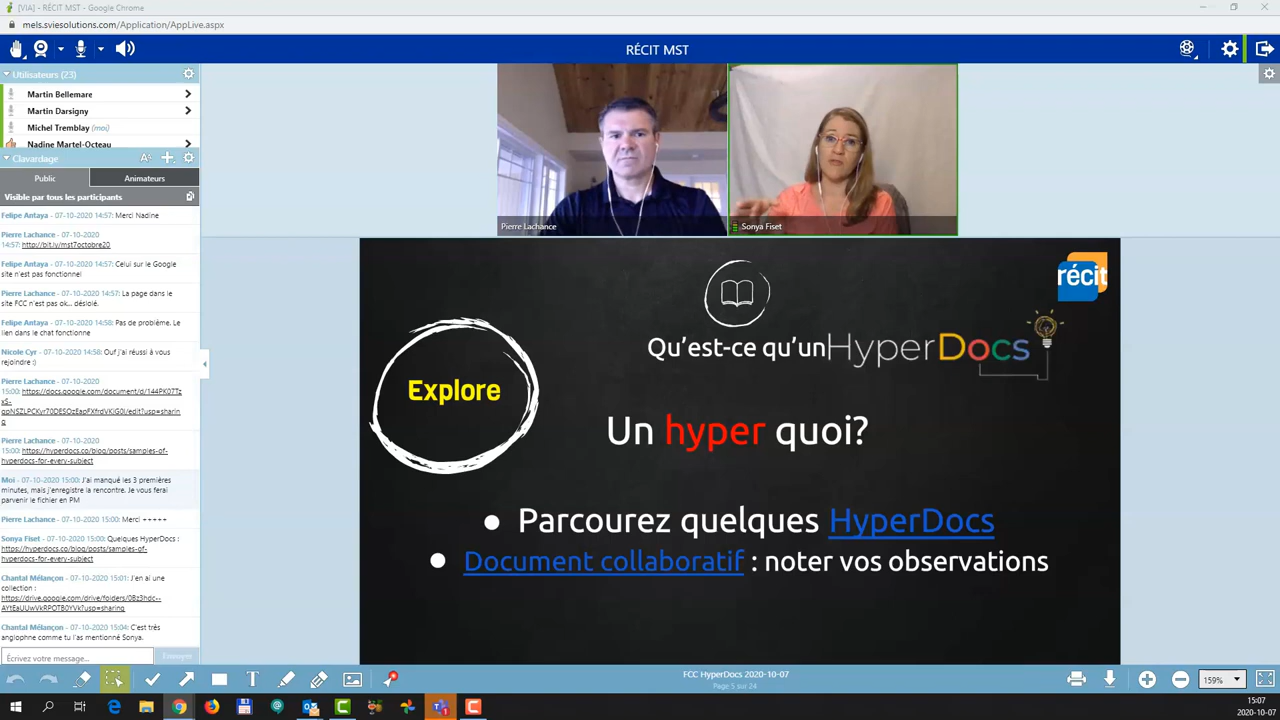 [VIA] - RÉCIT MST - Google Chrome
mels.sviesolutions.com/Application/AppLive.aspx
RÉCIT MST
Utilisateurs (23)
Martin Bellemare
Martin Darsigny
Michel Tremblay (moi)
Nadine Martel-Octeau
Clavardage
Public
Animateurs
Visible par tous les participants
Felipe Antaya - 07-10-2020 14:57: Merci Nadine
Pierre Lachance - 07-10-2020
14:57: http://bit.ly/mst7octobre20
Felipe Antaya - 07-10-2020 14:57: Celui sur le Google
site n'est pas fonctionnel
Pierre Lachance - 07-10-2020 14:57: La page dans le
site FCC n'est pas ok... désolé.
Felipe Antaya - 07-10-2020 14:58: Pas de problème. Le
lien dans le chat fonctionne
Nicole Cyr - 07-10-2020 14:58: Ouf j'ai réussi à vous
rejoindre :)
Pierre Lachance - 07-10-2020
15:00:
Pierre Lachance - 07-10-2020
15:00: https://hyperdocs.co/blog/posts/samples-of-
hyperdocs-for-every-subject
Moi - 07-10-2020 15:00: J'ai manqué les 3 premières
minutes, mais j'enregistre la rencontre. Je vous ferai
parvenir le fichier en PM
Pierre Lachance - 07-10-2020 15:00: Merci +++++
Sonya Fiset - 07-10-2020 15:00: Quelques HyperDocs :
https://hyperdocs.co/blog/posts/samples-of-
hyperdocs-for-every-subject
Chantal Mélançon - 07-10-2020 15:01: J'en ai une
collection :
Chantal Mélançon - 07-10-2020 15:04: C'est très
anglophne comme tu l'as mentionné Sonya.
Écrivez votre message...
Envoyer
Pierre Lachance
Sonya Fiset
récit
Qu'est-ce qu'un HyperDocs
Explore
Un hyper quoi?
● Parcourez quelques HyperDocs
● Document collaboratif : noter vos observations
FCC HyperDocs 2020-10-07
Page 5 sur 24
159%
15:07
2020-10-07